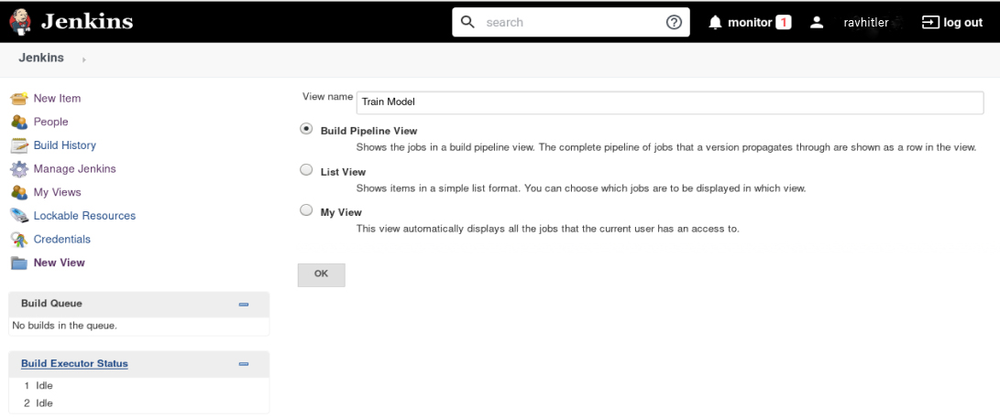 Jenkins
search
monitor 1
ravhitler
log out
Jenkins
New Item
People
Build History
Manage Jenkins
My Views
Lockable Resources
Credentials
New View
Build Queue
No builds in the queue.
Build Executor Status
1 Idle
2 Idle
View name Train Model
Build Pipeline View
Shows the jobs in a build pipeline view. The complete pipeline of jobs that a version propagates through are shown as a row in the view.
List View
Shows items in a simple list format. You can choose which jobs are to be displayed in which view.
My View
This view automatically displays all the jobs that the current user has an access to.
OK